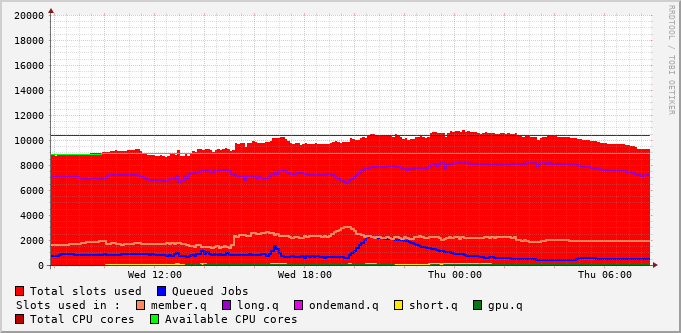 20000
18000
16000
14000
12000
10000
8000
6000
4000
2000
0
Wed 12:00 Wed 18:00 Thu 00:00 Thu 06:00
Total slots used Queued Jobs
Slots used in : member.q long.q ondemand.q short.q gpu.q
Total CPU cores Available CPU cores
RRDTOOL / TOBI OETIKER